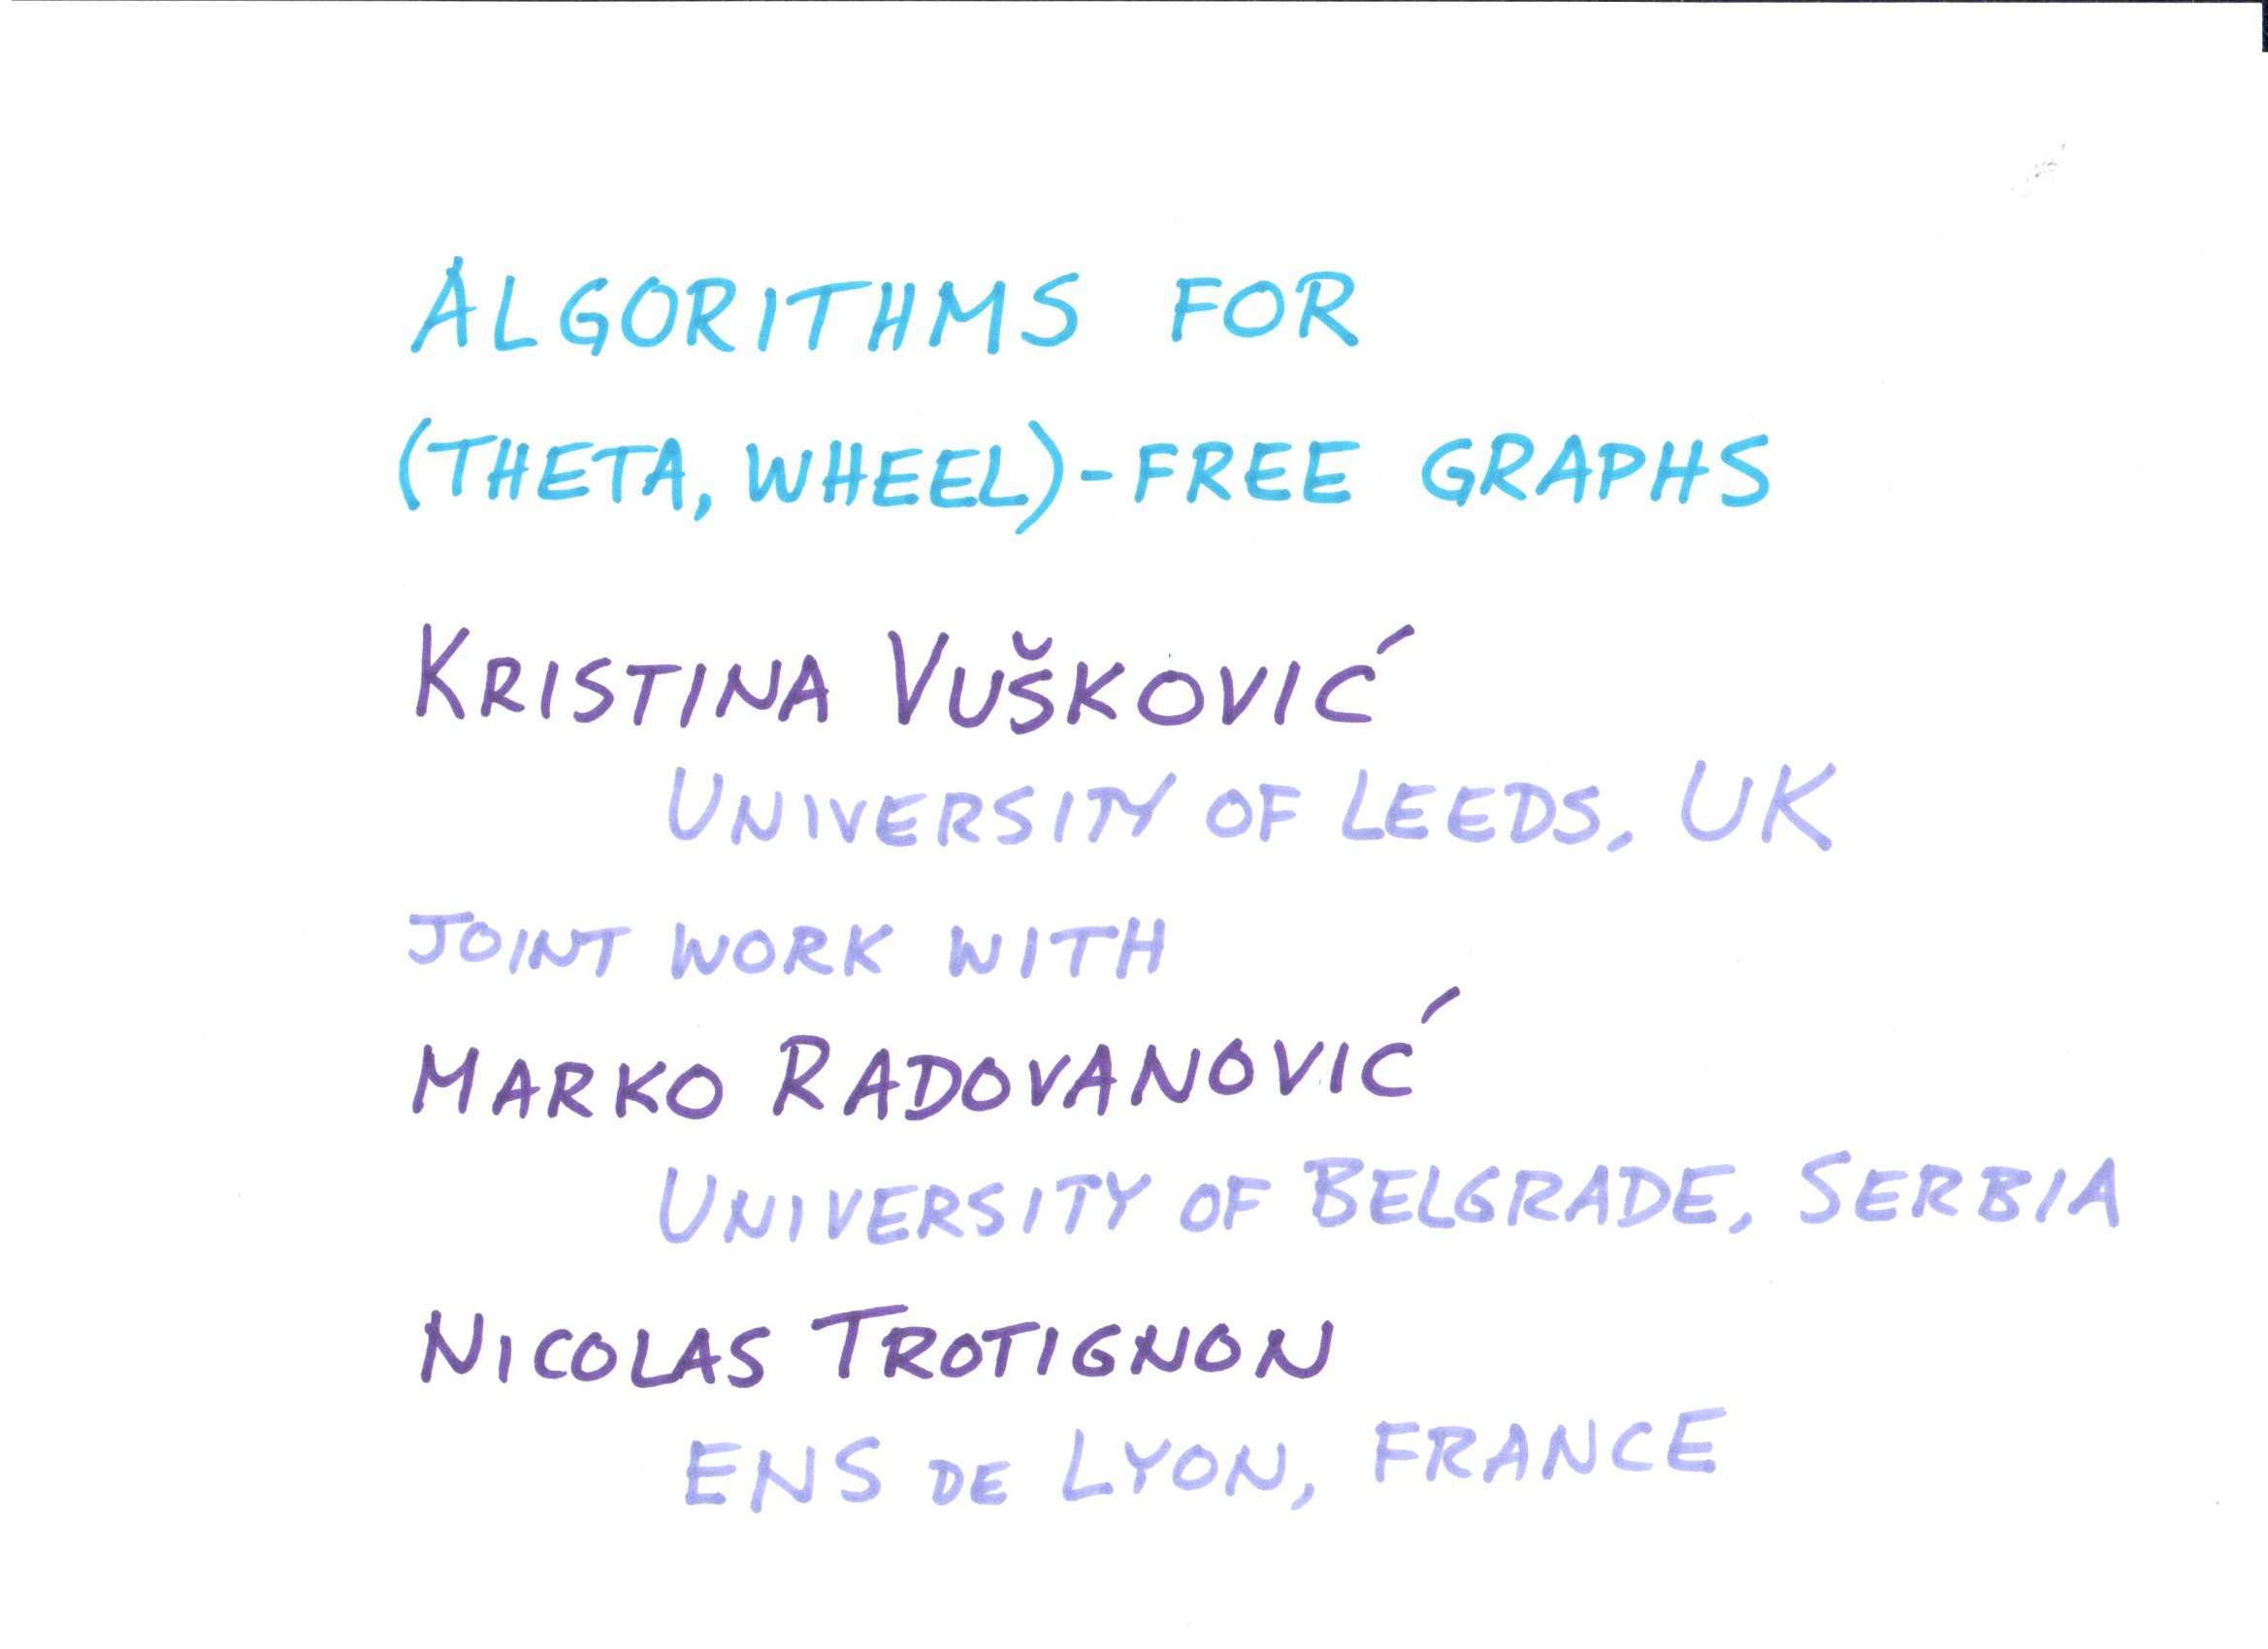 ALGORITHMS FOR
(THETA, WHEEL)-FREE GRAPHS
KRISTINA VUŠKOVIĆ
UNIVERSITY OF LEEDS, UK
JOINT WORK WITH
MARKO RADOVANOVIĆ
UNIVERSITY OF BELGRADE, SERBIA
NICOLAS TROTIGNON
ENS DE LYON, FRANCE